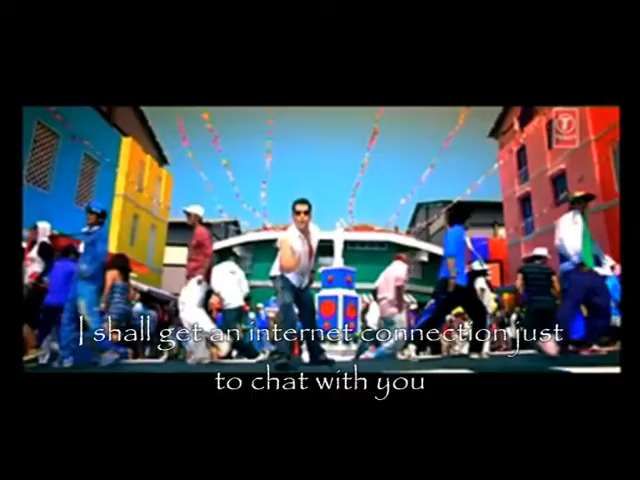 I shall get an internet connection just
to chat with you